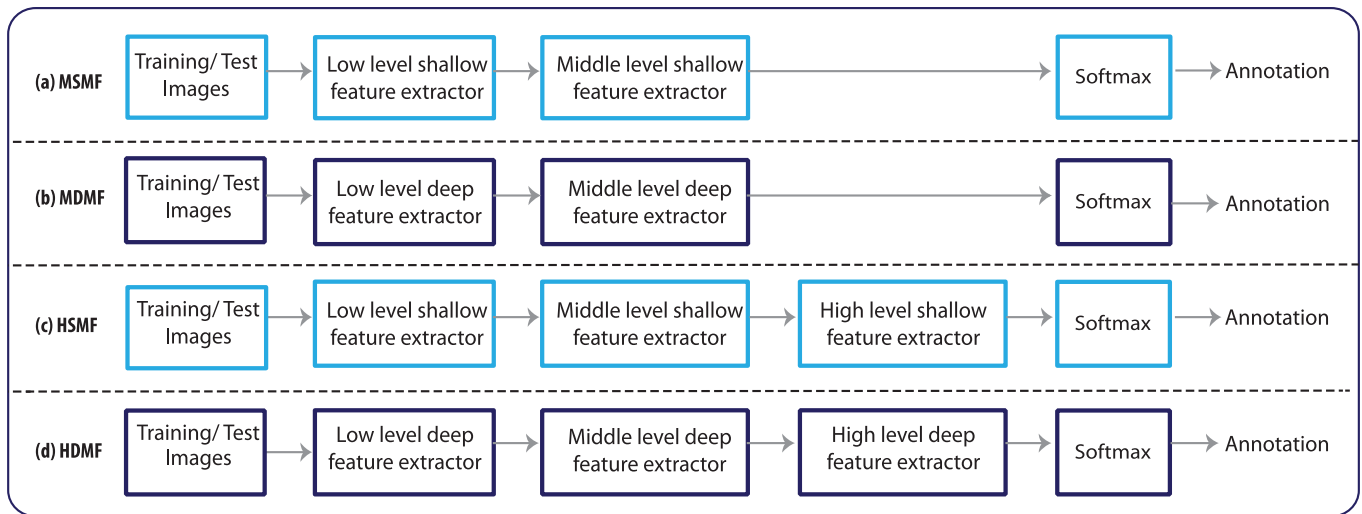 (a) MSMF
Training/ Test
Images
Low level shallow
feature extractor
Middle level shallow
feature extractor
Softmax
Annotation
(b) MDMF
Training/ Test
Images
Low level deep
feature extractor
Middle level deep
feature extractor
Softmax
Annotation
(c) HSMF
Training/ Test
Images
Low level shallow
feature extractor
Middle level shallow
feature extractor
High level shallow
feature extractor
Softmax
Annotation
(d) HDMF
Training/ Test
Images
Low level deep
feature extractor
Middle level deep
feature extractor
High level deep
feature extractor
Softmax
Annotation